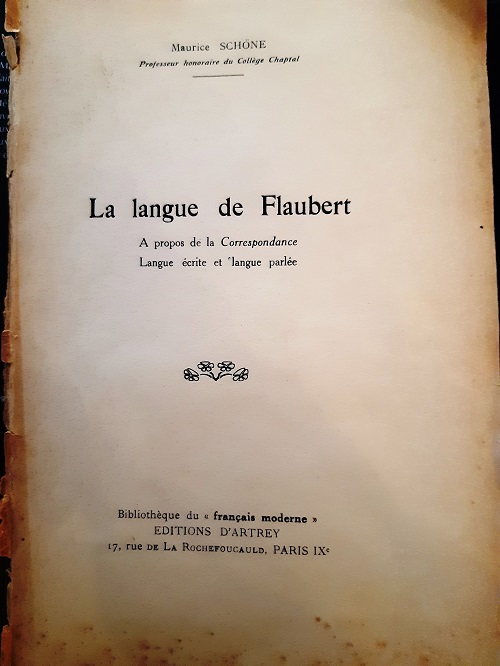 Maurice SCHÖNE
Professeur honoraire du Collège Chaptal
La langue de Flaubert
A propos de la Correspondance
Langue écrite et langue parlée
Bibliothèque du « français moderne »
EDITIONS D'ARTREY
17, rue DE LA ROCHEFOUCAULD, PARIS IXe